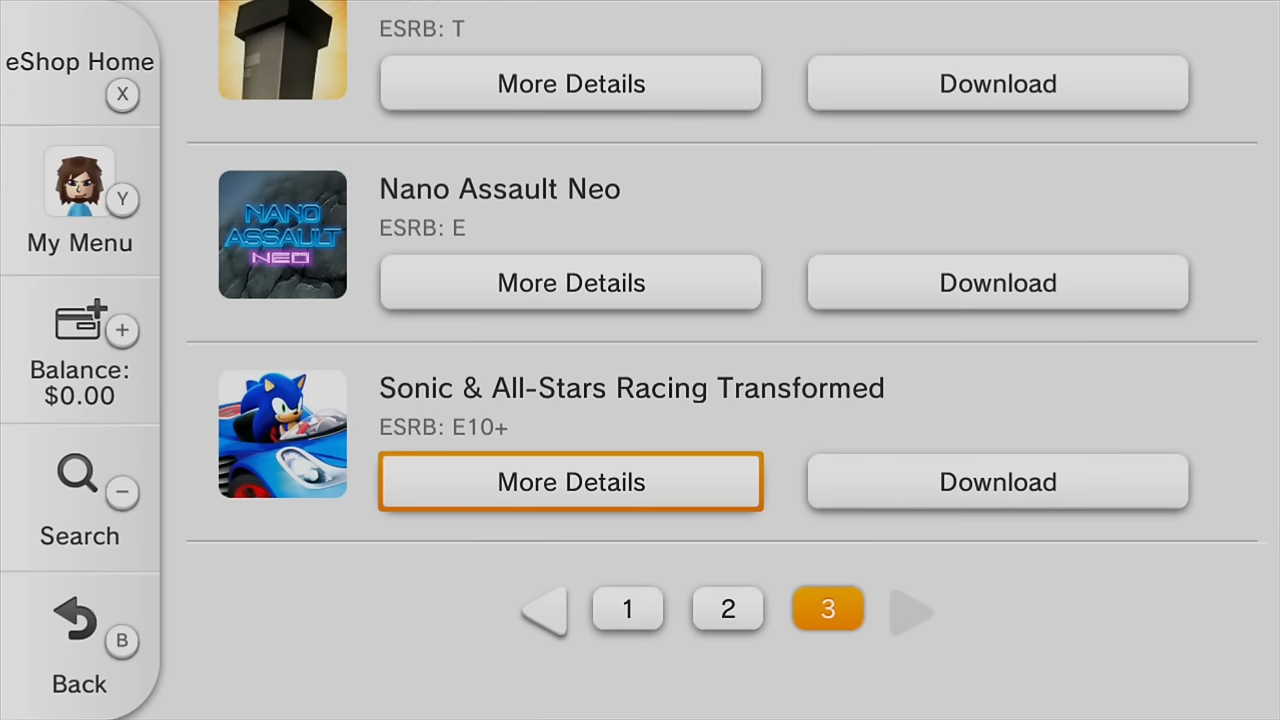 eShop Home
X
Y
My Menu
+
Balance:
$0.00
−
Search
B
Back
ESRB: T
More Details
Download
NANO
ASSAULT
NEO
Nano Assault Neo
ESRB: E
More Details
Download
Sonic & All-Stars Racing Transformed
ESRB: E10+
More Details
Download
1
2
3